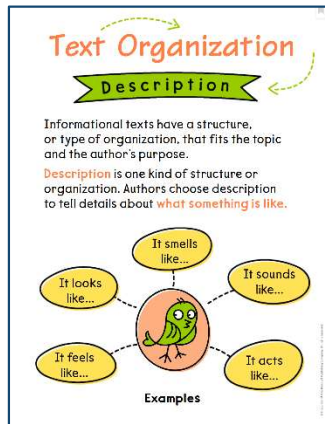 Text Organization
Description
Informational texts have a structure,
or type of organization, that fits the topic
and the author's purpose.
Description is one kind of structure or
organization. Authors choose description
to tell details about what something is like.
It smells
like...
It looks
like...
It sounds
like...
It feels
like...
It acts
like...
Examples